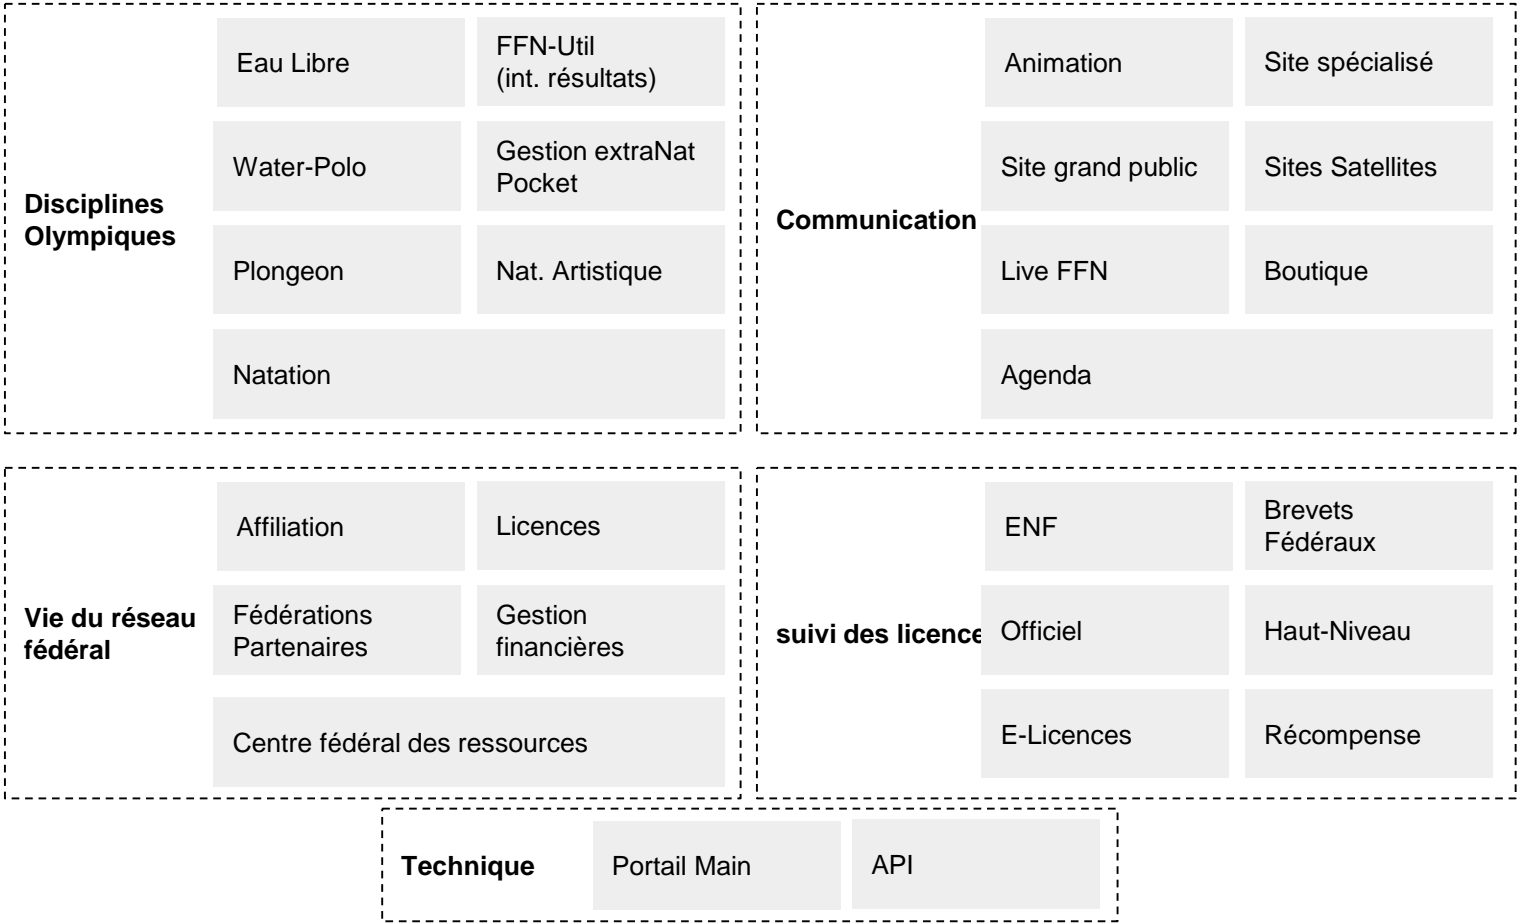 Disciplines
Olympiques
Eau Libre
FFN-Util
(int. résultats)
Water-Polo
Gestion extraNat
Pocket
Plongeon
Nat. Artistique
Natation
Communication
Animation
Site spécialisé
Site grand public
Sites Satellites
Live FFN
Boutique
Agenda
Vie du réseau
fédéral
Affiliation
Licences
Fédérations
Partenaires
Gestion
financières
Centre fédéral des ressources
suivi des licence
ENF
Brevets
Fédéraux
Officiel
Haut-Niveau
E-Licences
Récompense
Technique
Portail Main
API